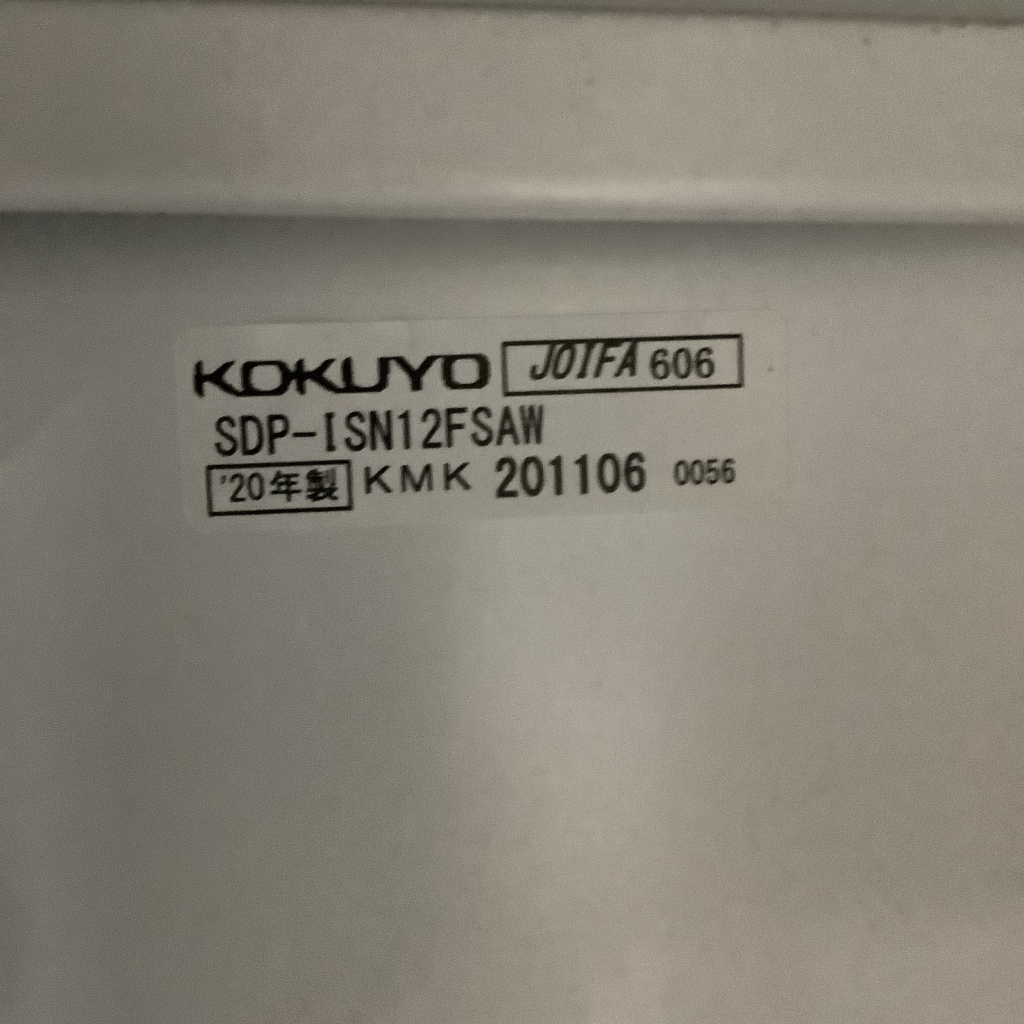 KOKUYO JOIFA 606
SDP-ISN12FSAW
'20年製 KMK 201106 0056